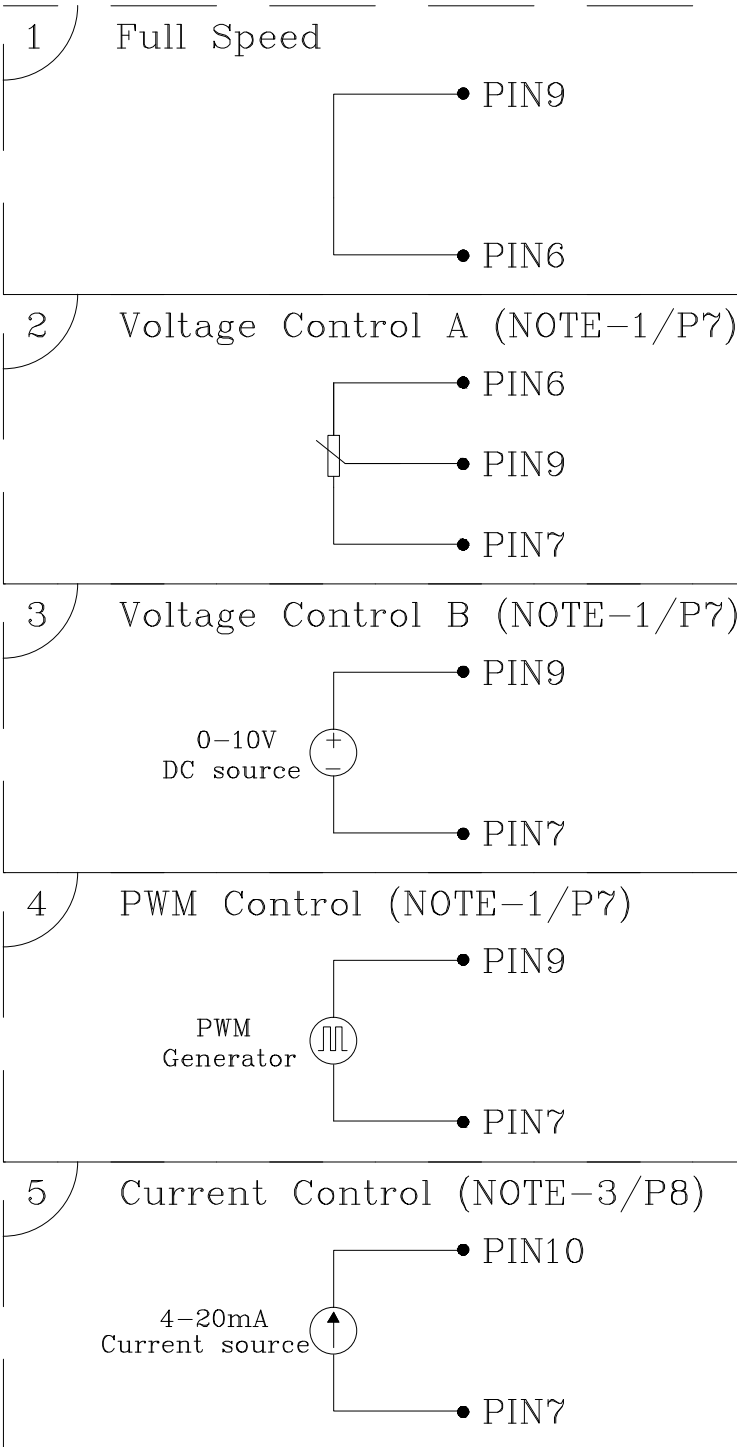 1 Full Speed
PIN9
PIN6
2 Voltage Control A (NOTE-1/P7)
PIN6
PIN9
PIN7
3 Voltage Control B (NOTE-1/P7)
PIN9
0-10V
+
DC source
−
PIN7
4 PWM Control (NOTE-1/P7)
PIN9
PWM
Generator
PIN7
5 Current Control (NOTE-3/P8)
PIN10
4-20mA
Current source
PIN7